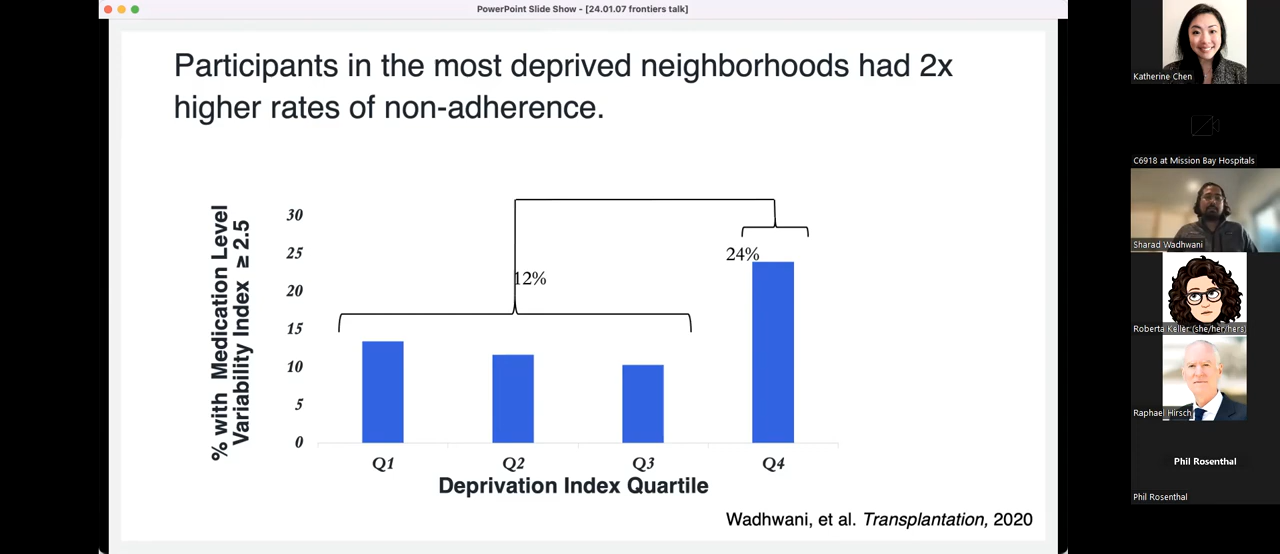 PowerPoint Slide Show - [24.01.07 frontiers talk]
Participants in the most deprived neighborhoods had 2x
higher rates of non-adherence.
% with Medication Level
Variability Index ≥ 2.5
30
25
20
15
10
5
0
12%
24%
Q1 Q2 Q3 Q4
Deprivation Index Quartile
Wadhwani, et al. Transplantation, 2020
Katherine Chen
C6918 at Mission Bay Hospitals
Sharad Wadhwani
Roberta Keller (she/her/hers)
Raphael Hirsch
Phil Rosenthal
Phil Rosenthal